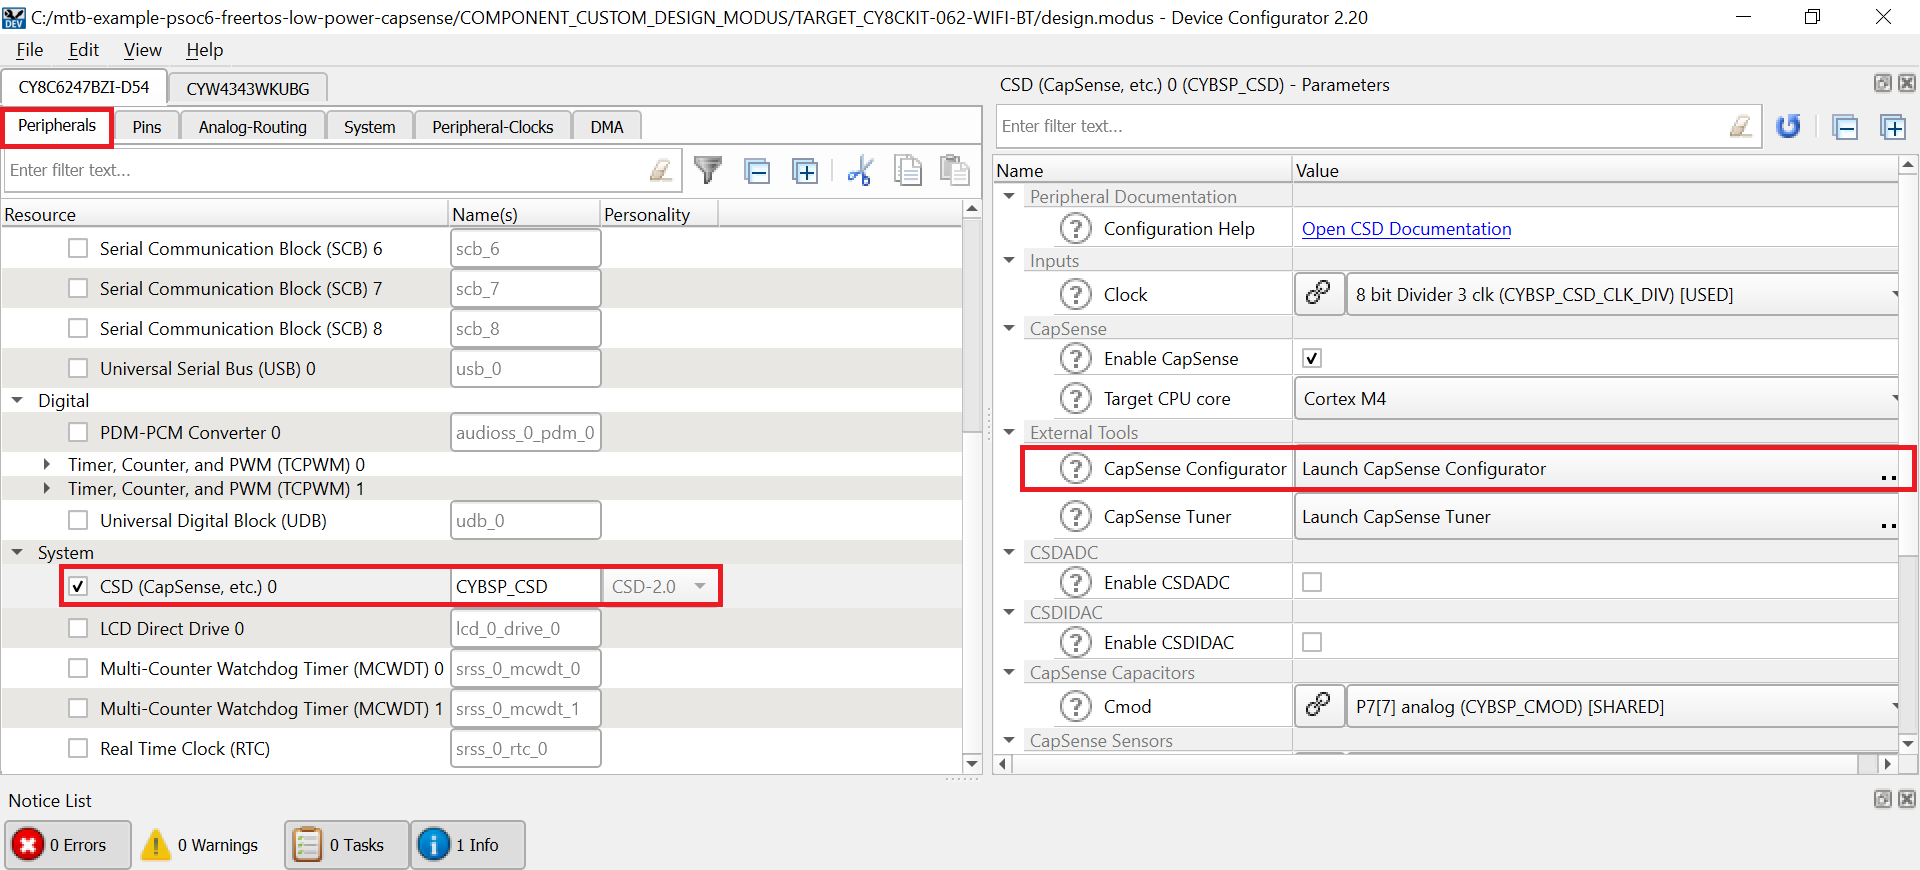 C:/mtb-example-psoc6-freertos-low-power-capsense/COMPONENT_CUSTOM_DESIGN_MODUS/TARGET_CY8CKIT-062-WIFI-BT/design.modus - Device Configurator 2.20
File Edit View Help
CY8C6247BZI-D54 CYW4343WKUBG
Peripherals Pins Analog-Routing System Peripheral-Clocks DMA
Enter filter text...
Resource Name(s) Personality
Serial Communication Block (SCB) 6 scb_6
Serial Communication Block (SCB) 7 scb_7
Serial Communication Block (SCB) 8 scb_8
Universal Serial Bus (USB) 0 usb_0
Digital
PDM-PCM Converter 0 audioss_0_pdm_0
Timer, Counter, and PWM (TCPWM) 0
Timer, Counter, and PWM (TCPWM) 1
Universal Digital Block (UDB) udb_0
System
CSD (CapSense, etc.) 0 CYBSP_CSD CSD-2.0
LCD Direct Drive 0 lcd_0_drive_0
Multi-Counter Watchdog Timer (MCWDT) 0 srss_0_mcwdt_0
Multi-Counter Watchdog Timer (MCWDT) 1 srss_0_mcwdt_1
Real Time Clock (RTC) srss_0_rtc_0
CSD (CapSense, etc.) 0 (CYBSP_CSD) - Parameters
Enter filter text...
Name Value
Peripheral Documentation
Configuration Help Open CSD Documentation
Inputs
Clock 8 bit Divider 3 clk (CYBSP_CSD_CLK_DIV) [USED]
CapSense
Enable CapSense
Target CPU core Cortex M4
External Tools
CapSense Configurator Launch CapSense Configurator ..
CapSense Tuner Launch CapSense Tuner ..
CSDADC
Enable CSDADC
CSDIDAC
Enable CSDIDAC
CapSense Capacitors
Cmod P7[7] analog (CYBSP_CMOD) [SHARED]
CapSense Sensors
Notice List
0 Errors 0 Warnings 0 Tasks 1 Info